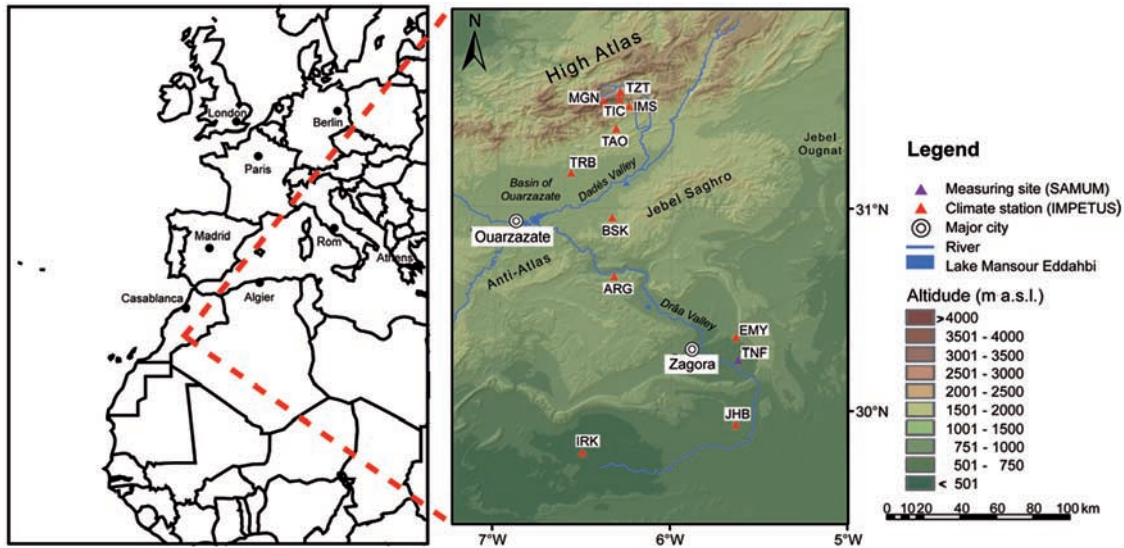 London
Berlin
Paris
Madrid
Rom
Athens
Casablanca
Algier
N
High Atlas
MGN
TZT
TIC
IMS
TAO
TRB
Jebel
Ougnat
Basin of
Ouarzazate
Dadés Valley
Jebel Saghro
BSK
Ouarzazate
Anti-Atlas
ARG
Drâa Valley
EMY
TNF
Zagora
JHB
IRK
31°N
30°N
7°W
6°W
5°W
Legend
Measuring site (SAMUM)
Climate station (IMPETUS)
Major city
River
Lake Mansour Eddahbi
Altidude (m a.s.l.)
>4000
3501 - 4000
3001 - 3500
2501 - 3000
2001 - 2500
1501 - 2000
1001 - 1500
751 - 1000
501 - 750
< 501
0 10 20 40 60 80 100 km